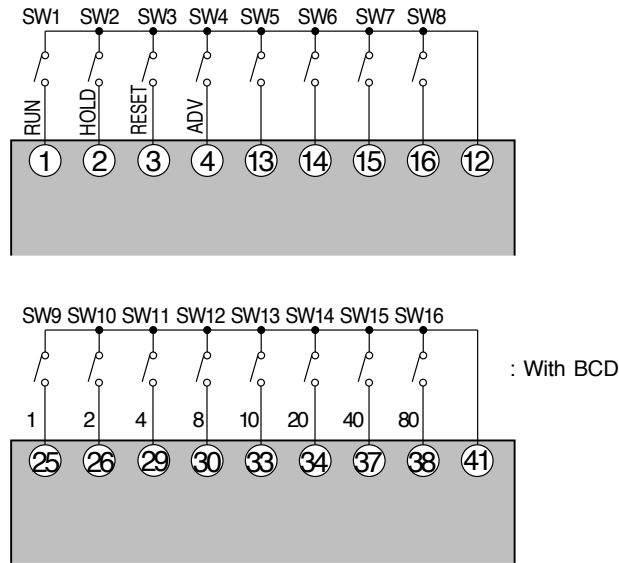 SW1 SW2 SW3 SW4 SW5 SW6 SW7 SW8
RUN HOLD RESET ADV
1 2 3 4 13 14 15 16 12
SW9 SW10 SW11 SW12 SW13 SW14 SW15 SW16
: With BCD
1 2 4 8 10 20 40 80
25 26 29 30 33 34 37 38 41